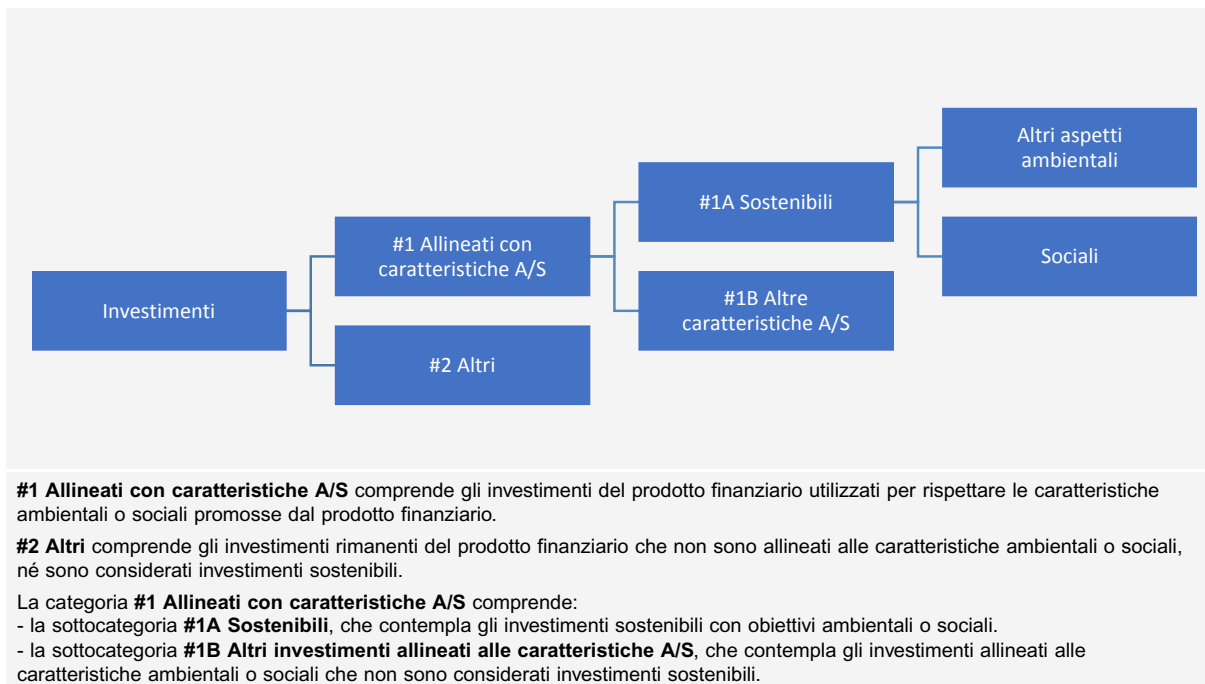 Investimenti
#1 Allineati con
caratteristiche A/S
#2 Altri
#1A Sostenibili
#1B Altre
caratteristiche A/S
Altri aspetti
ambientali
Sociali
#1 Allineati con caratteristiche A/S comprende gli investimenti del prodotto finanziario utilizzati per rispettare le caratteristiche
ambientali o sociali promosse dal prodotto finanziario.
#2 Altri comprende gli investimenti rimanenti del prodotto finanziario che non sono allineati alle caratteristiche ambientali o sociali,
né sono considerati investimenti sostenibili.
La categoria #1 Allineati con caratteristiche A/S comprende:
- la sottocategoria #1A Sostenibili, che contempla gli investimenti sostenibili con obiettivi ambientali o sociali.
- la sottocategoria #1B Altri investimenti allineati alle caratteristiche A/S, che contempla gli investimenti allineati alle
caratteristiche ambientali o sociali che non sono considerati investimenti sostenibili.